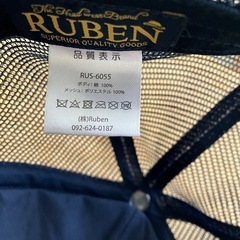 The Head Wear Brand
RUBEN
SUPERIOR QUALITY GOODS
品質表示
RUS-6055
ボディ:綿 100%
メッシュ:ポリエステル 100%
(株)Ruben
092-624-0187